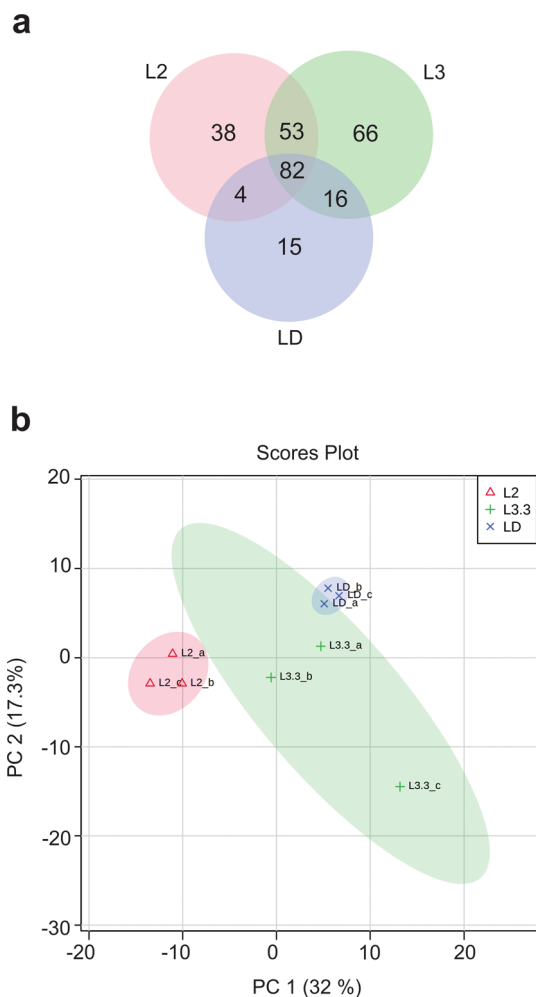 a
L2
L3
38
53
66
82
4
16
15
LD
b
Scores Plot
20
10
0
-10
-20
-30
PC 2 (17.3%)
L2
L3.3
LD
LD_b
LD_c
LD_a
L3.3_a
L2_a
L3.3_b
L2_c
L2_b
L3.3_c
-20
-10
0
10
20
PC 1 (32 %)